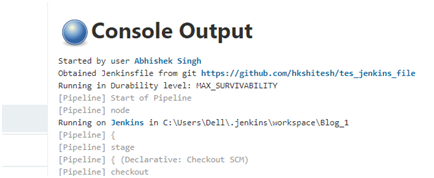 Console Output
Started by user Abhishek Singh
Obtained Jenkinsfile from git https://github.com/hkshitesh/tes_jenkins_file
Running in Durability level: MAX_SURVIVABILITY
[Pipeline] Start of Pipeline
[Pipeline] node
Running on Jenkins in C:\Users\Dell\.jenkins\workspace\Blog_1
[Pipeline] {
[Pipeline] stage
[Pipeline] { (Declarative: Checkout SCM)
[Pipeline] checkout